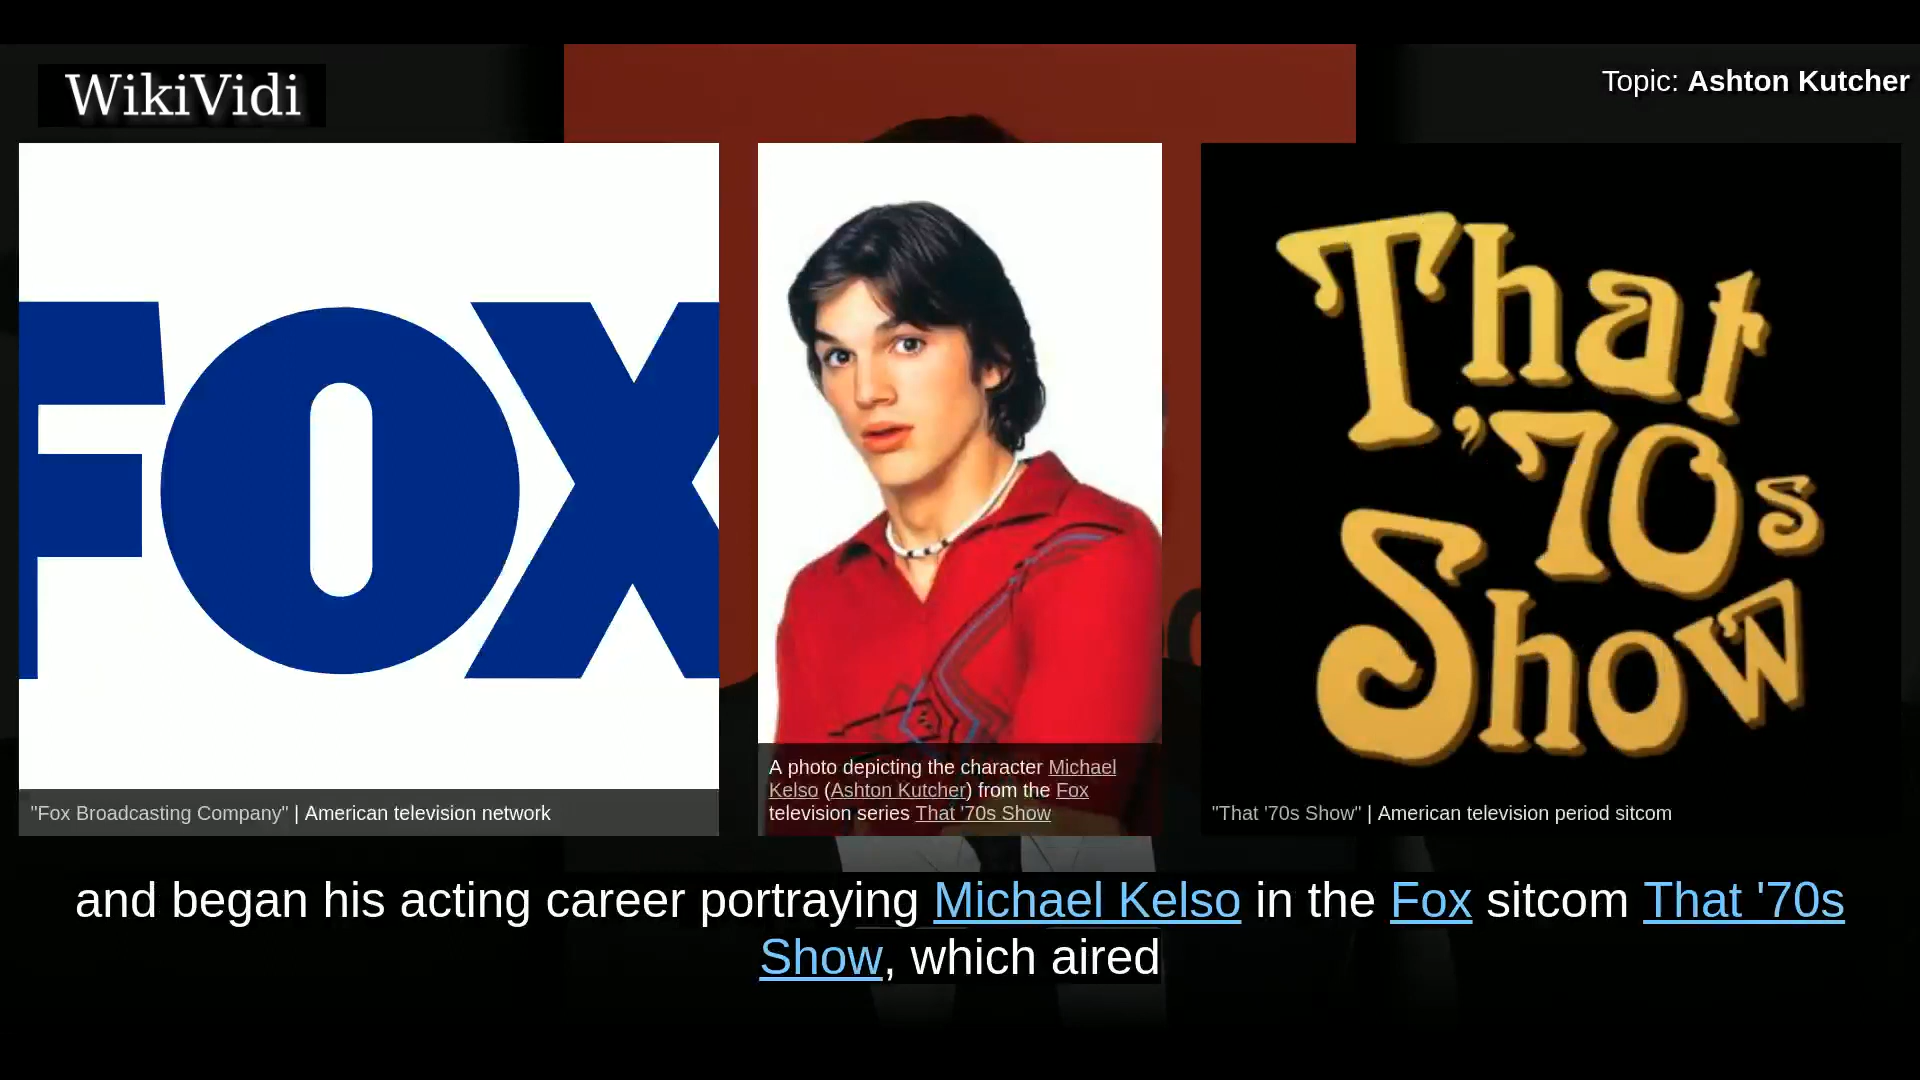 WikiVidi
Topic: Ashton Kutcher
FOX
That
'70s
Show
"Fox Broadcasting Company" | American television network
A photo depicting the character Michael
Kelso (Ashton Kutcher) from the Fox
television series That '70s Show
"That '70s Show" | American television period sitcom
and began his acting career portraying Michael Kelso in the Fox sitcom That '70s
Show, which aired